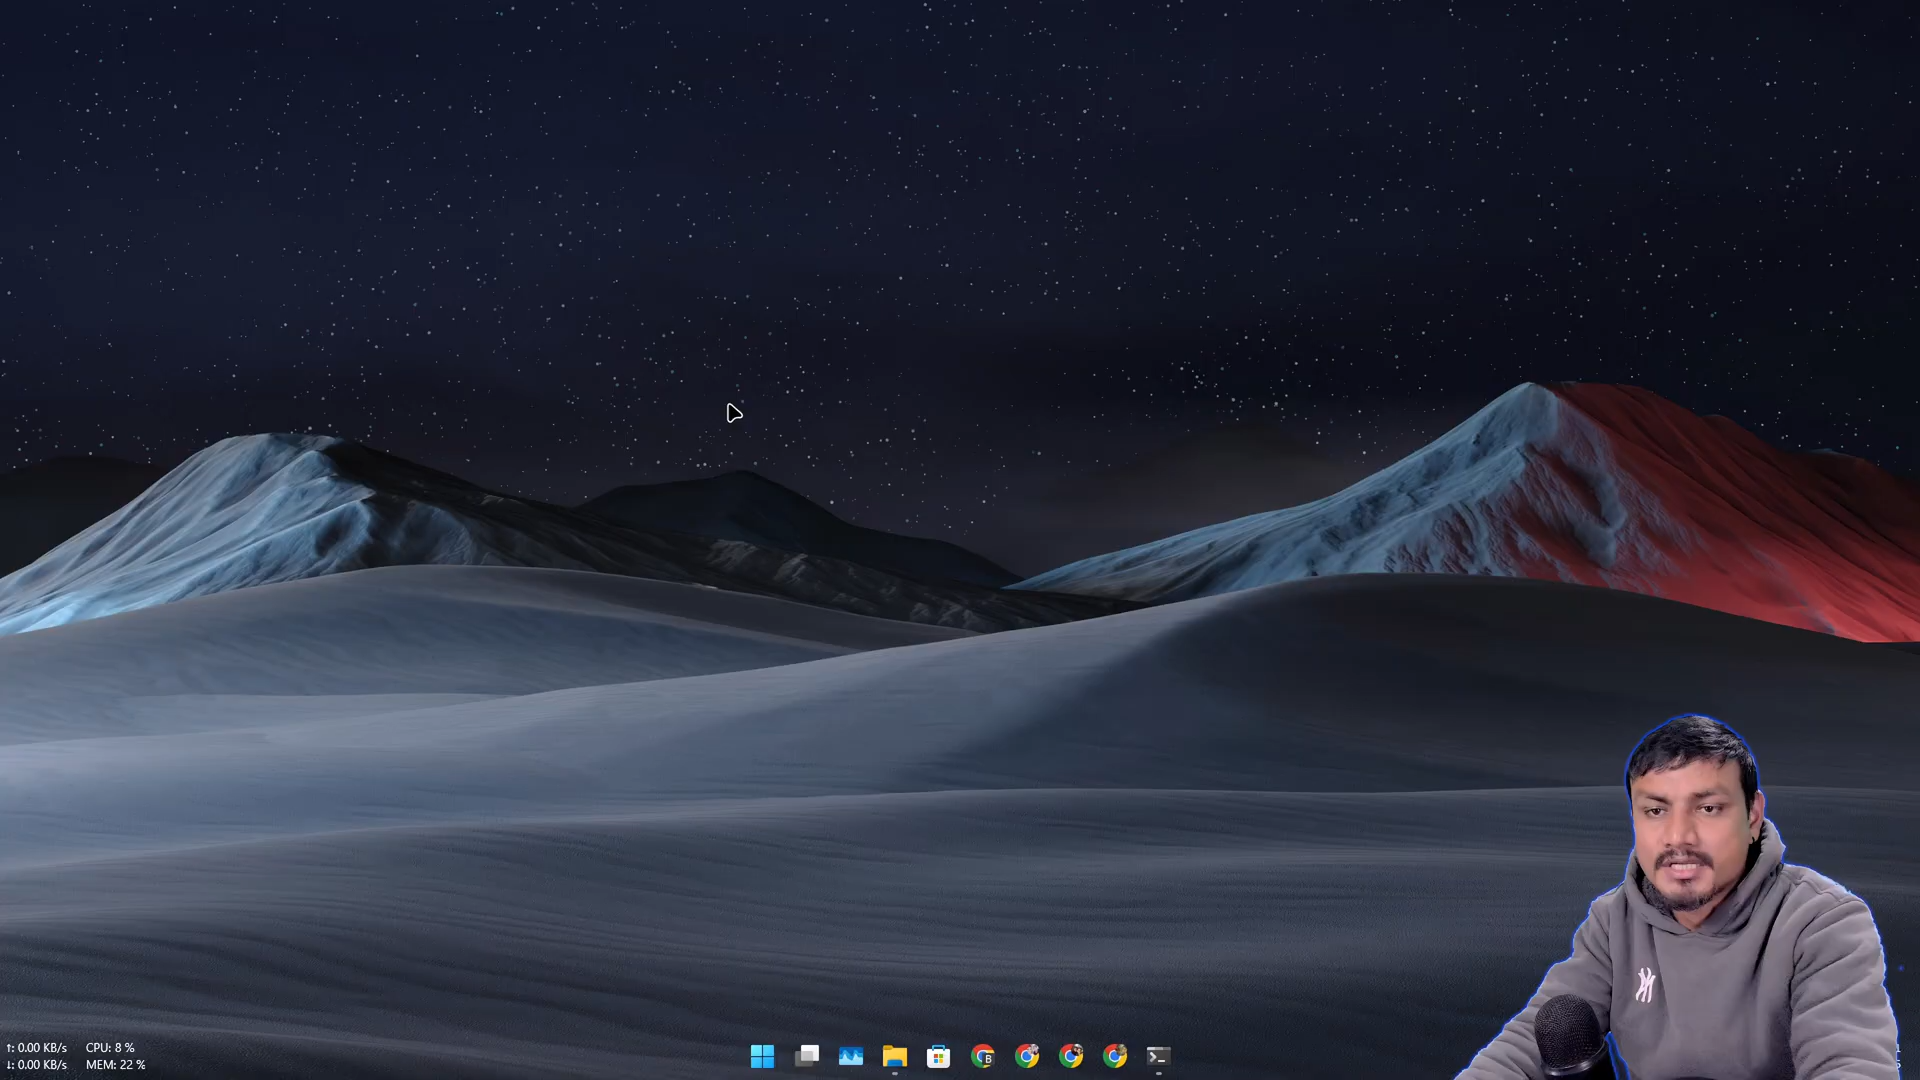 ↑: 0.00 KB/s CPU: 8 %
↓: 0.00 KB/s MEM: 22 %
B